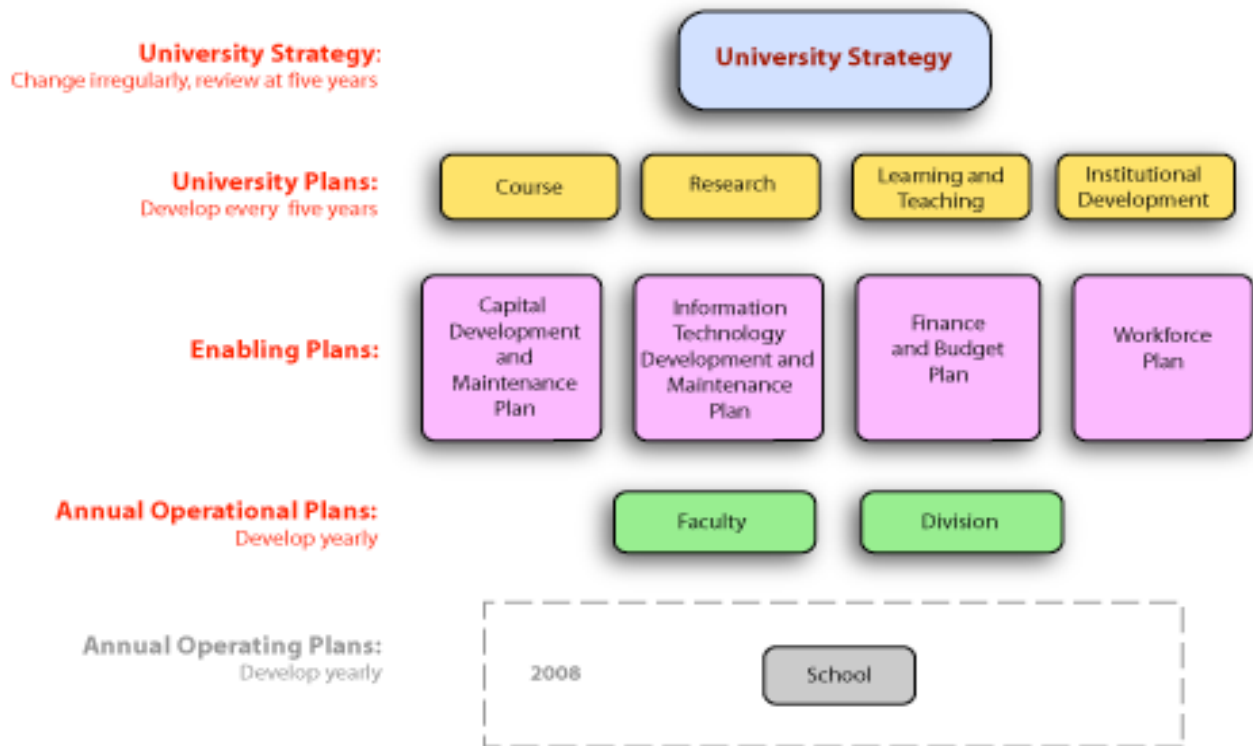 University Strategy:
Change irregularly, review at five years
University Strategy
University Plans:
Develop every five years
Course
Research
Learning and
Teaching
Institutional
Development
Enabling Plans:
Capital
Development
and
Maintenance
Plan
Information
Technology
Development and
Maintenance
Plan
Finance
and Budget
Plan
Workforce
Plan
Annual Operational Plans:
Develop yearly
Faculty
Division
Annual Operating Plans:
Develop yearly
2008
School